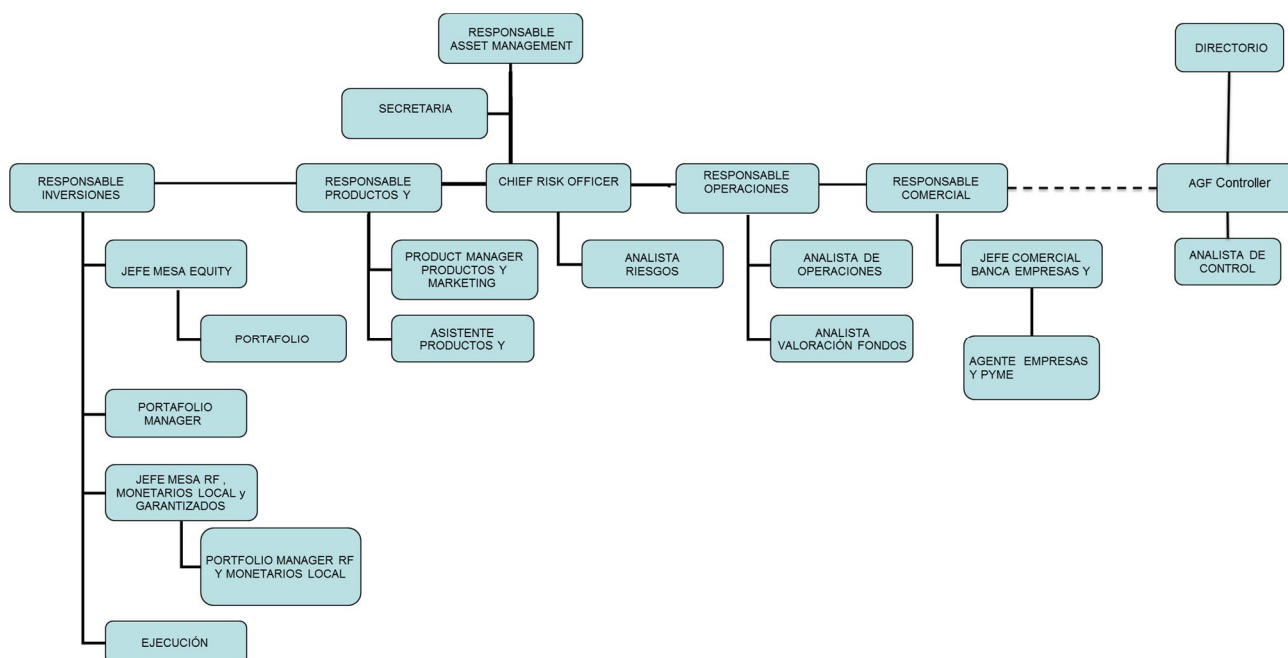 RESPONSABLE
ASSET MANAGEMENT
DIRECTORIO
SECRETARIA
RESPONSABLE
INVERSIONES
RESPONSABLE
PRODUCTOS Y
CHIEF RISK OFFICER
RESPONSABLE
OPERACIONES
RESPONSABLE
COMERCIAL
AGF Controller
JEFE MESA EQUITY
PRODUCT MANAGER
PRODUCTOS Y
MARKETING
ANALISTA
RIESGOS
ANALISTA DE
OPERACIONES
JEFE COMERCIAL
BANCA EMPRESAS Y
ANALISTA DE
CONTROL
PORTAFOLIO
ASISTENTE
PRODUCTOS Y
ANALISTA
VALORACIÓN FONDOS
AGENTE EMPRESAS
Y PYME
PORTAFOLIO
MANAGER
JEFE MESA RF ,
MONETARIOS LOCAL y
GARANTIZADOS
PORTFOLIO MANAGER RF
Y MONETARIOS LOCAL
EJECUCIÓN